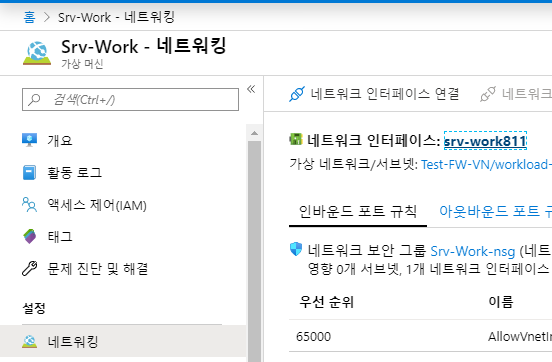 홈 > Srv-Work - 네트워킹
Srv-Work - 네트워킹
가상 머신
검색(Ctrl+/)
«
개요
활동 로그
액세스 제어(IAM)
태그
문제 진단 및 해결
설정
네트워킹
네트워크 인터페이스 연결 네트워크
네트워크 인터페이스: srv-work811
가상 네트워크/서브넷: Test-FW-VN/workload-
인바운드 포트 규칙 아웃바운드 포트
네트워크 보안 그룹 Srv-Work-nsg (네트
영향 0개 서브넷, 1개 네트워크 인터페이스
우선 순위 이름
65000 AllowVnetIn